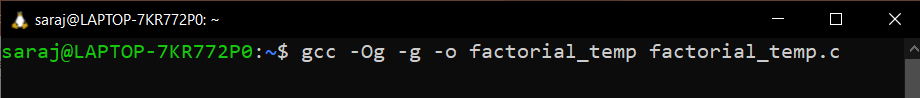 saraj@LAPTOP-7KR772P0: ~
saraj@LAPTOP-7KR772P0:~$ gcc -Og -g -o factorial_temp factorial_temp.c